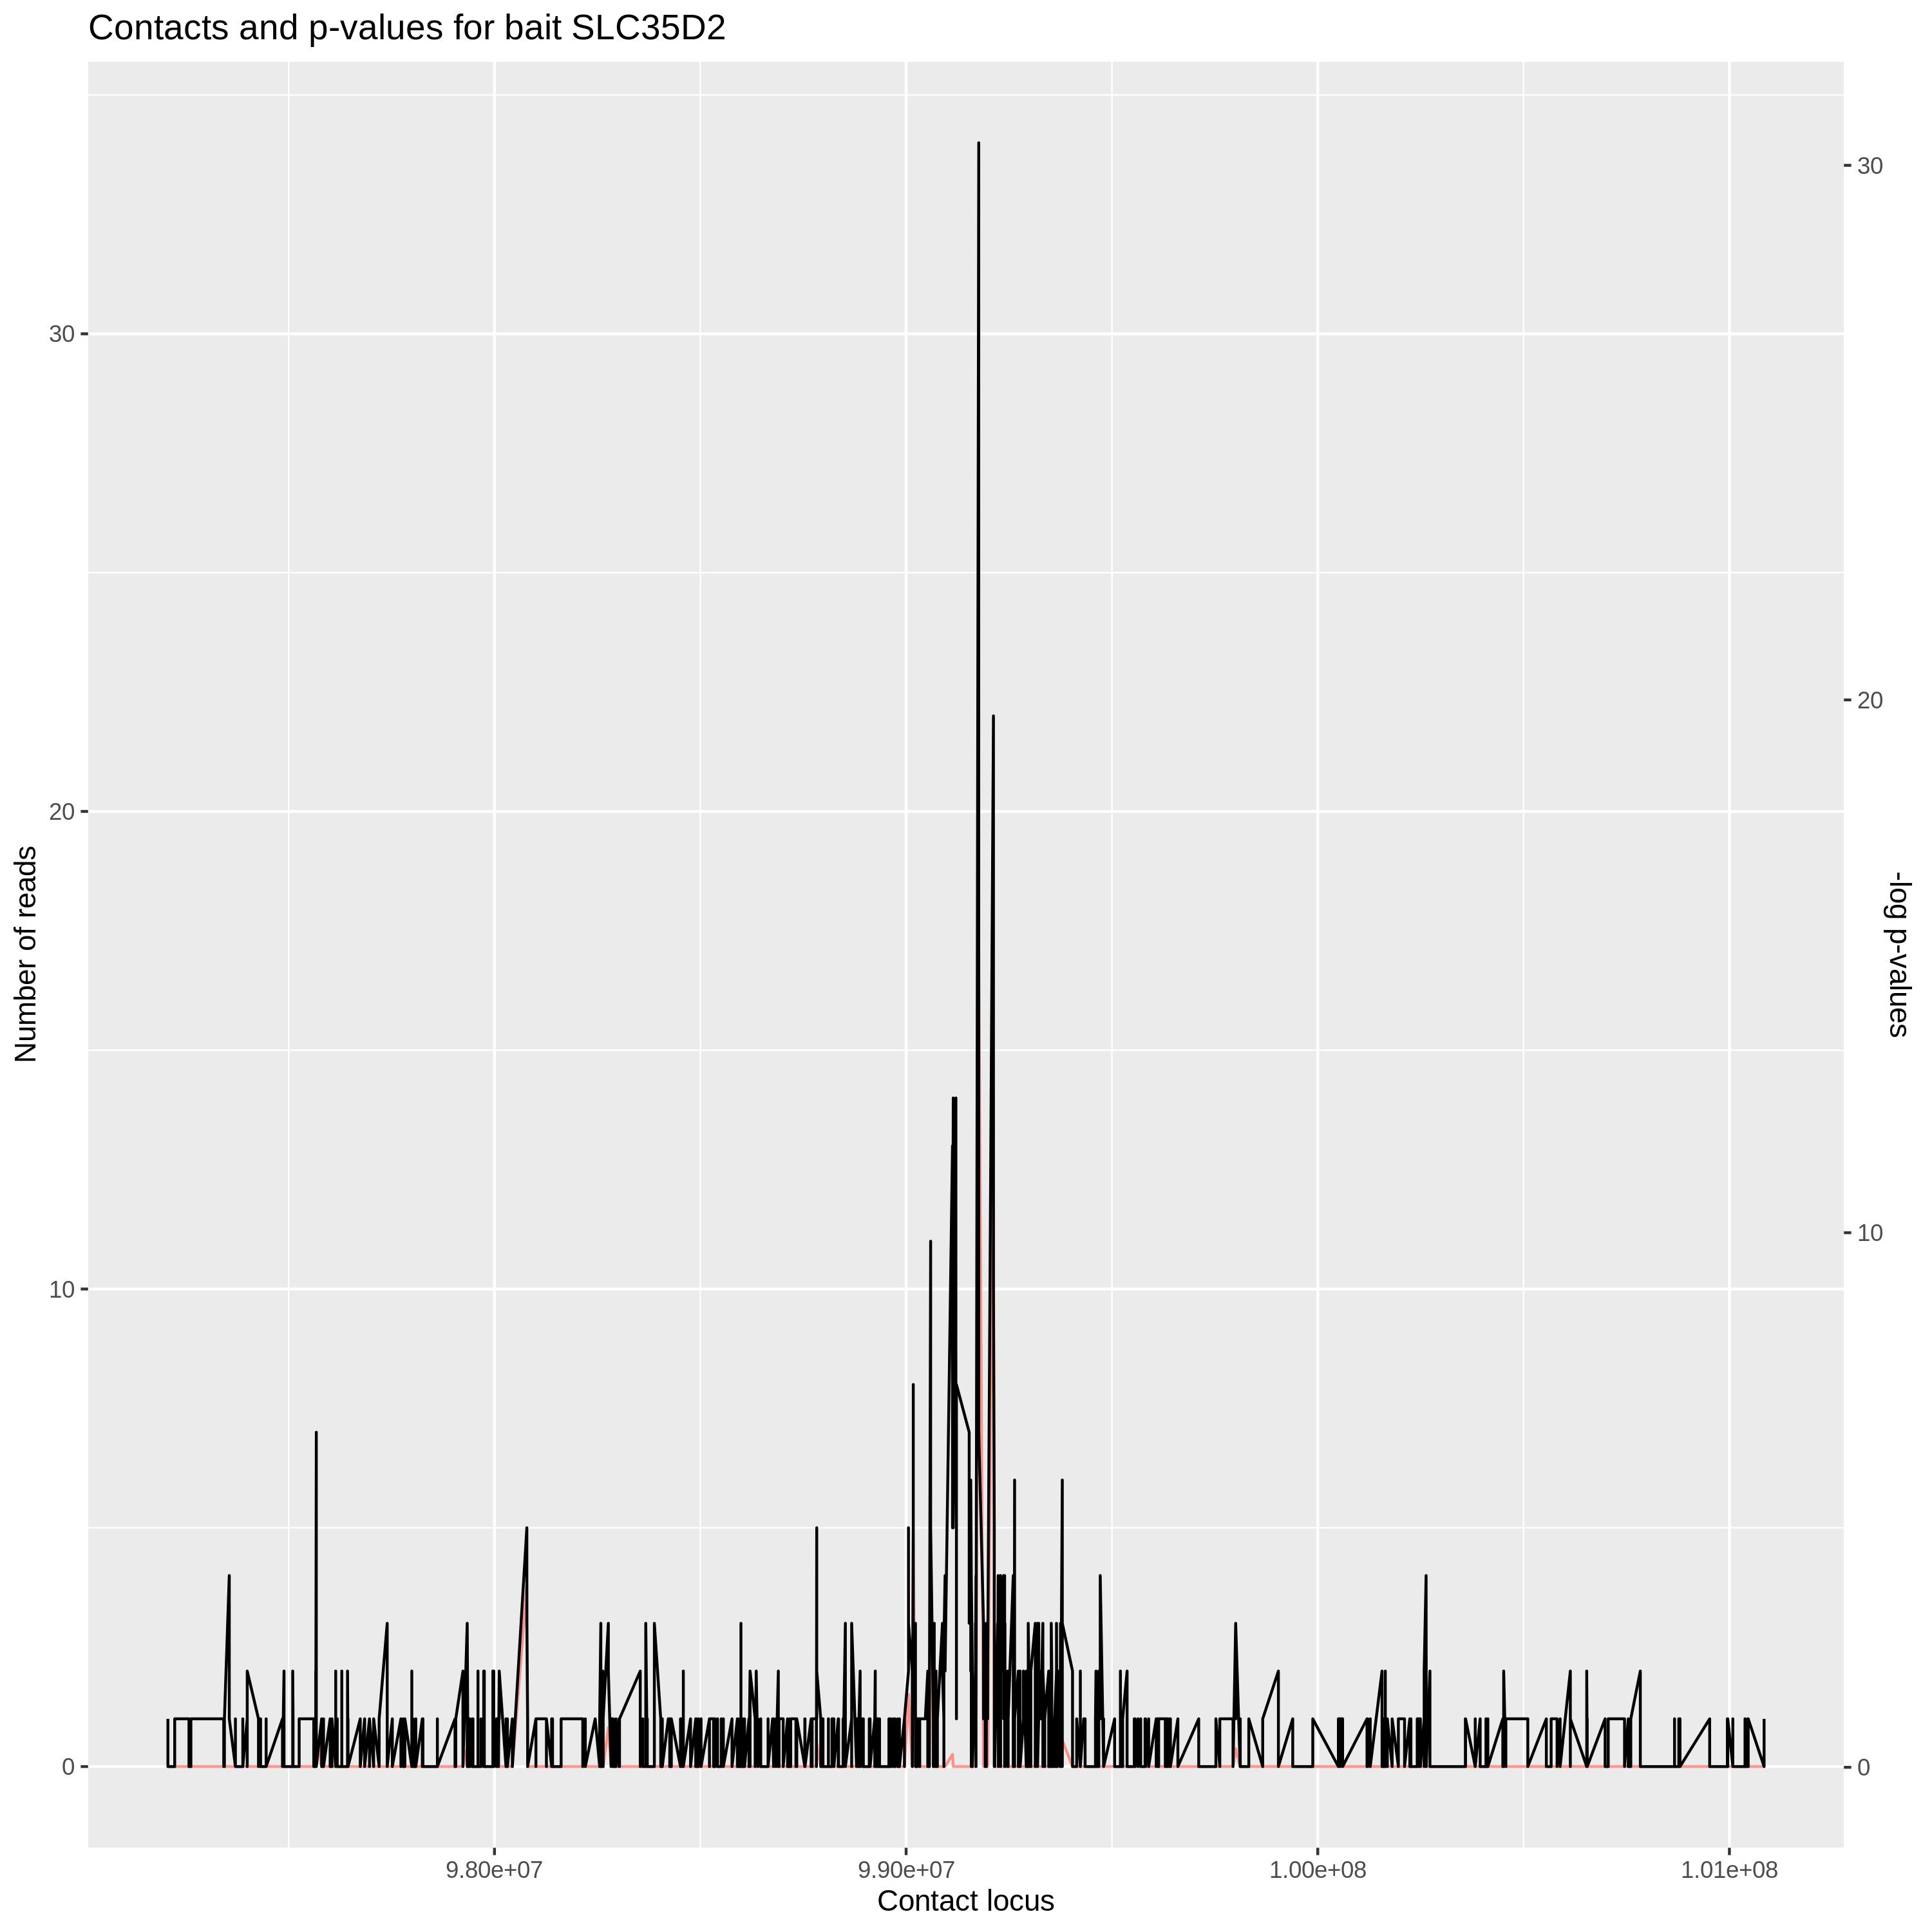 Contacts and p-values for bait SLC35D2
30
20
10
0
Number of reads
30
20
10
0
-log p-values
9.80e+07
9.90e+07
1.00e+08
1.01e+08
Contact locus